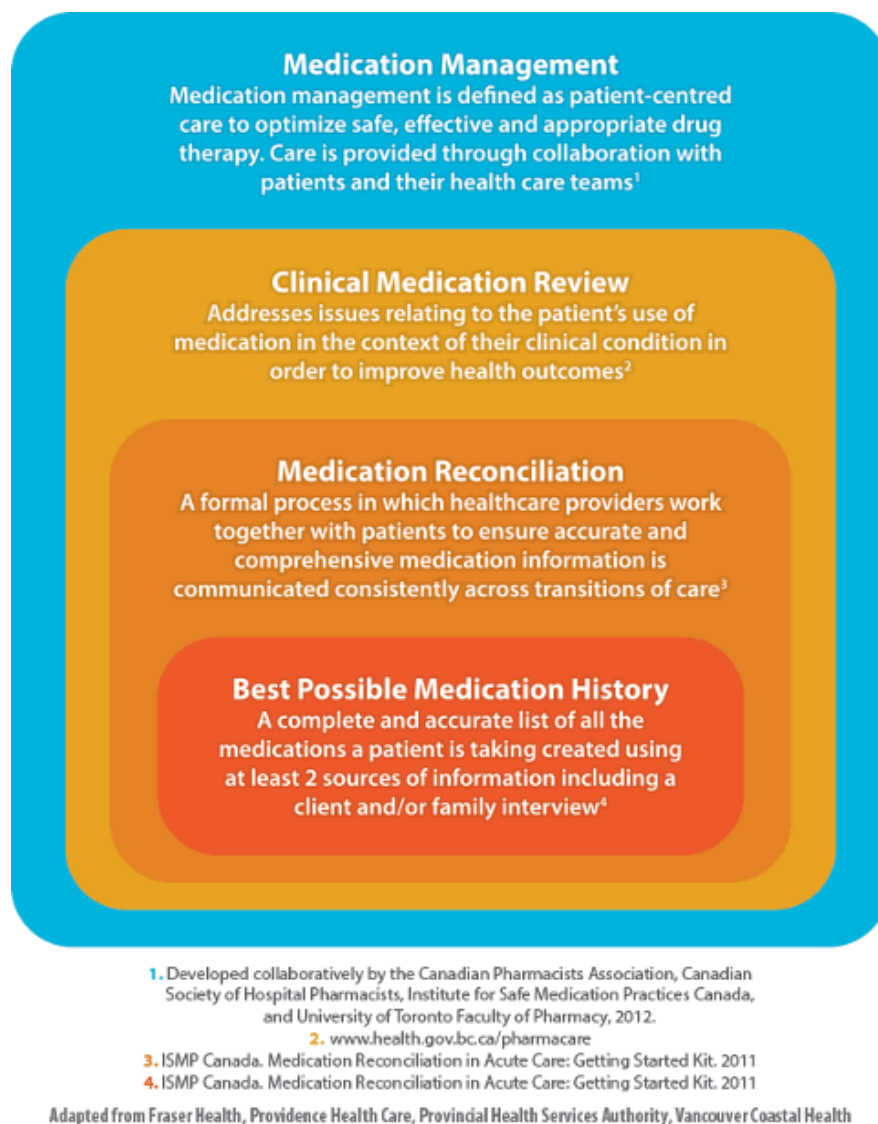 Medication Management
Medication management is defined as patient-centred
care to optimize safe, effective and appropriate drug
therapy. Care is provided through collaboration with
patients and their health care teams¹
Clinical Medication Review
Addresses issues relating to the patient’s use of
medication in the context of their clinical condition in
order to improve health outcomes²
Medication Reconciliation
A formal process in which healthcare providers work
together with patients to ensure accurate and
comprehensive medication information is
communicated consistently across transitions of care³
Best Possible Medication History
A complete and accurate list of all the
medications a patient is taking created using
at least 2 sources of information including a
client and/or family interview⁴
1. Developed collaboratively by the Canadian Pharmacists Association, Canadian
Society of Hospital Pharmacists, Institute for Safe Medication Practices Canada,
and University of Toronto Faculty of Pharmacy, 2012.
2. www.health.gov.bc.ca/pharmacare
3. ISMP Canada. Medication Reconciliation in Acute Care: Getting Started Kit. 2011
4. ISMP Canada. Medication Reconciliation in Acute Care: Getting Started Kit. 2011
Adapted from Fraser Health, Providence Health Care, Provincial Health Services Authority, Vancouver Coastal Health